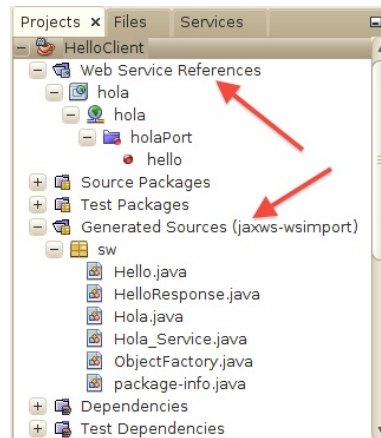 Projects Files Services
HelloClient
Web Service References
hola
hola
holaPort
hello
Source Packages
Test Packages
Generated Sources (jaxws-wsimport)
sw
Hello.java
HelloResponse.java
Hola.java
Hola_Service.java
ObjectFactory.java
package-info.java
Dependencies
Test Dependencies